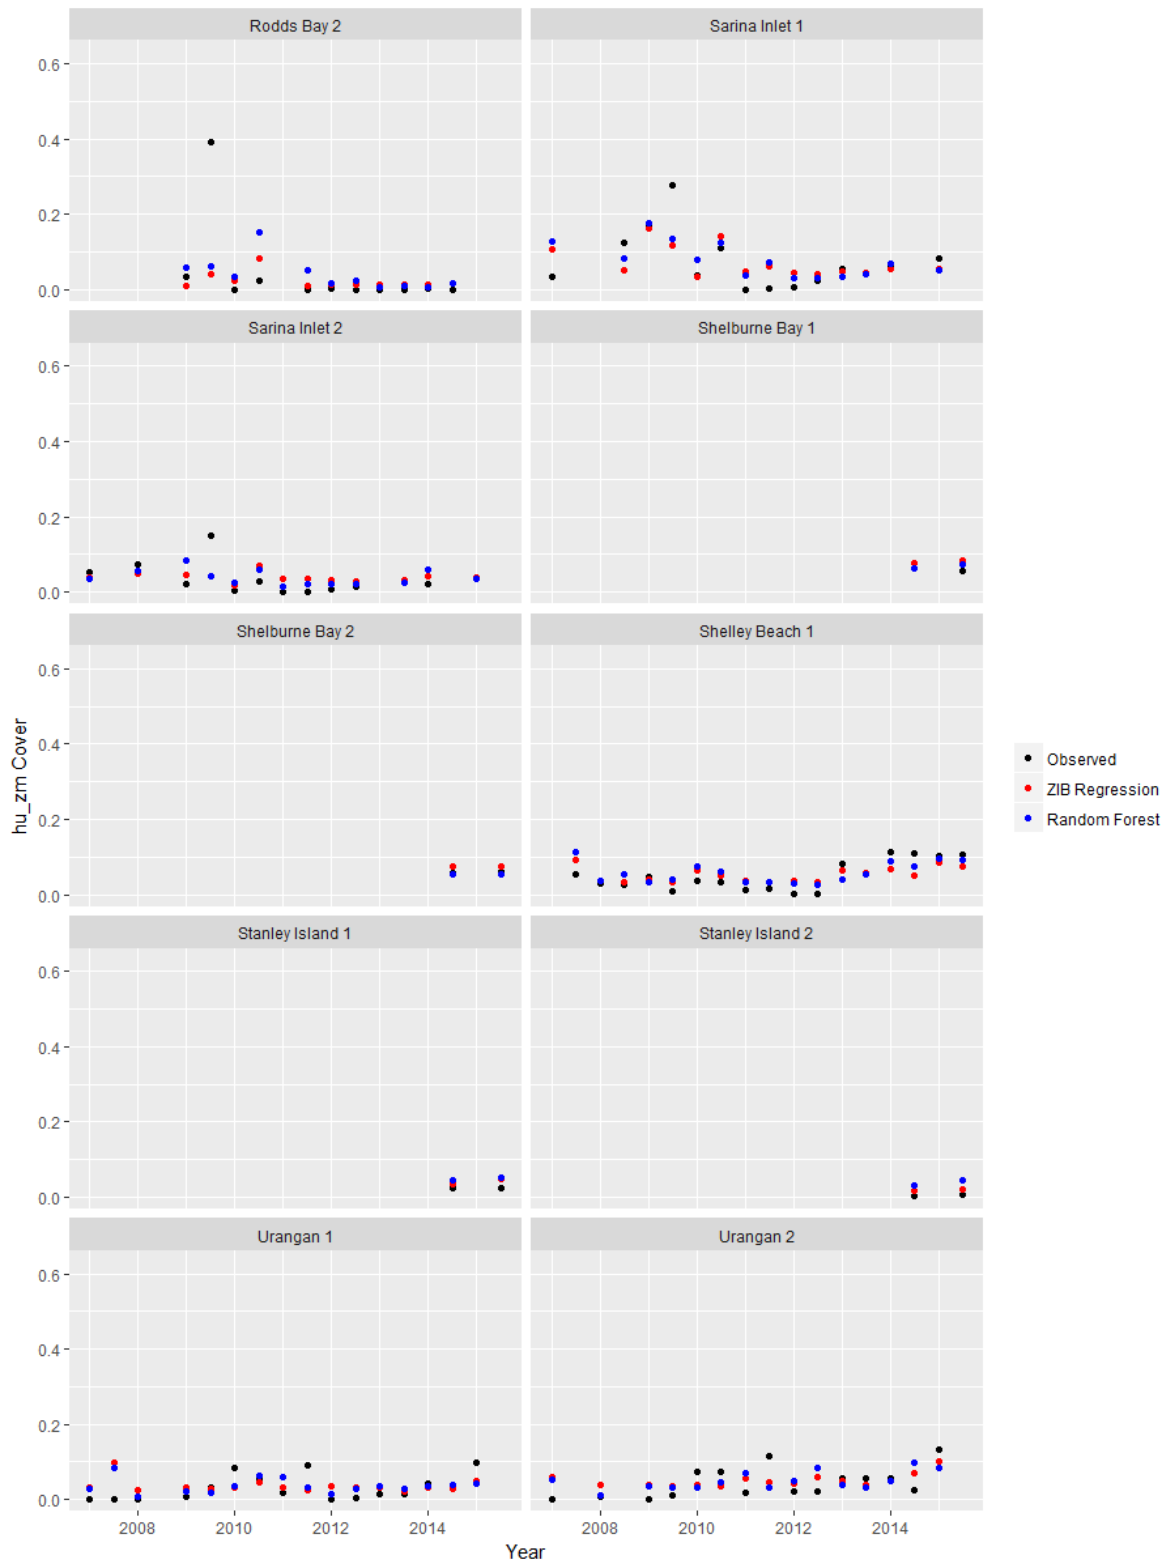 Rodds Bay 2
Sarina Inlet 1
0.6
0.4
0.2
0.0
Sarina Inlet 2
Shelburne Bay 1
0.6
0.4
0.2
0.0
Shelburne Bay 2
Shelley Beach 1
0.6
0.4
0.2
0.0
hu_zm Cover
Observed
ZIB Regression
Random Forest
Stanley Island 1
Stanley Island 2
0.6
0.4
0.2
0.0
Urangan 1
Urangan 2
0.6
0.4
0.2
0.0
2008 2010 2012 2014 2008 2010 2012 2014
Year